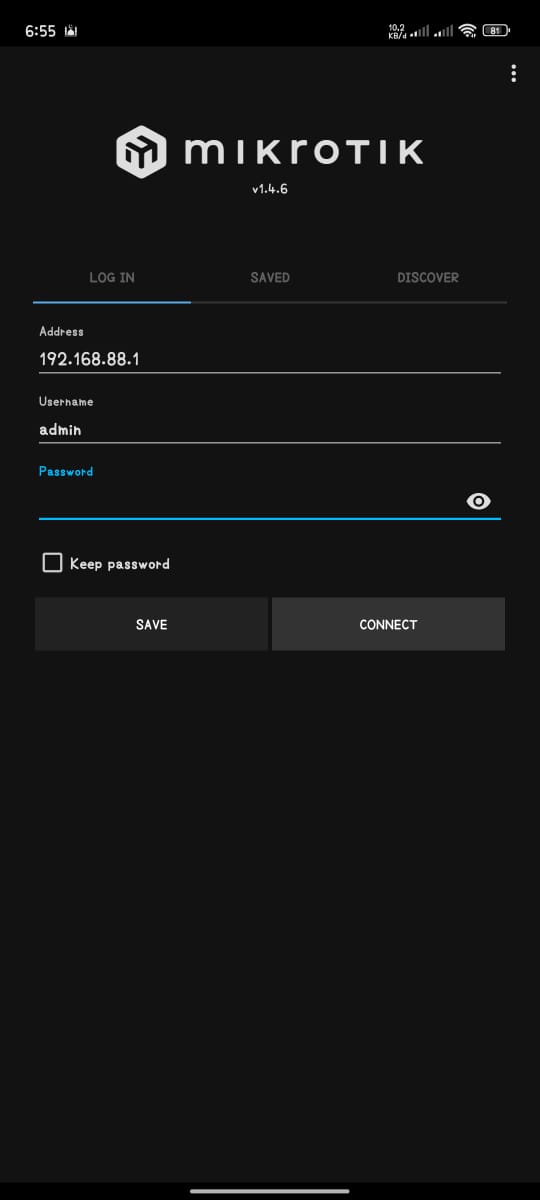 6:55
10.2
KB/d
81
mikrotik
v1.4.6
LOG IN SAVED DISCOVER
Address
192.168.88.1
Username
admin
Password
Keep password
SAVE CONNECT